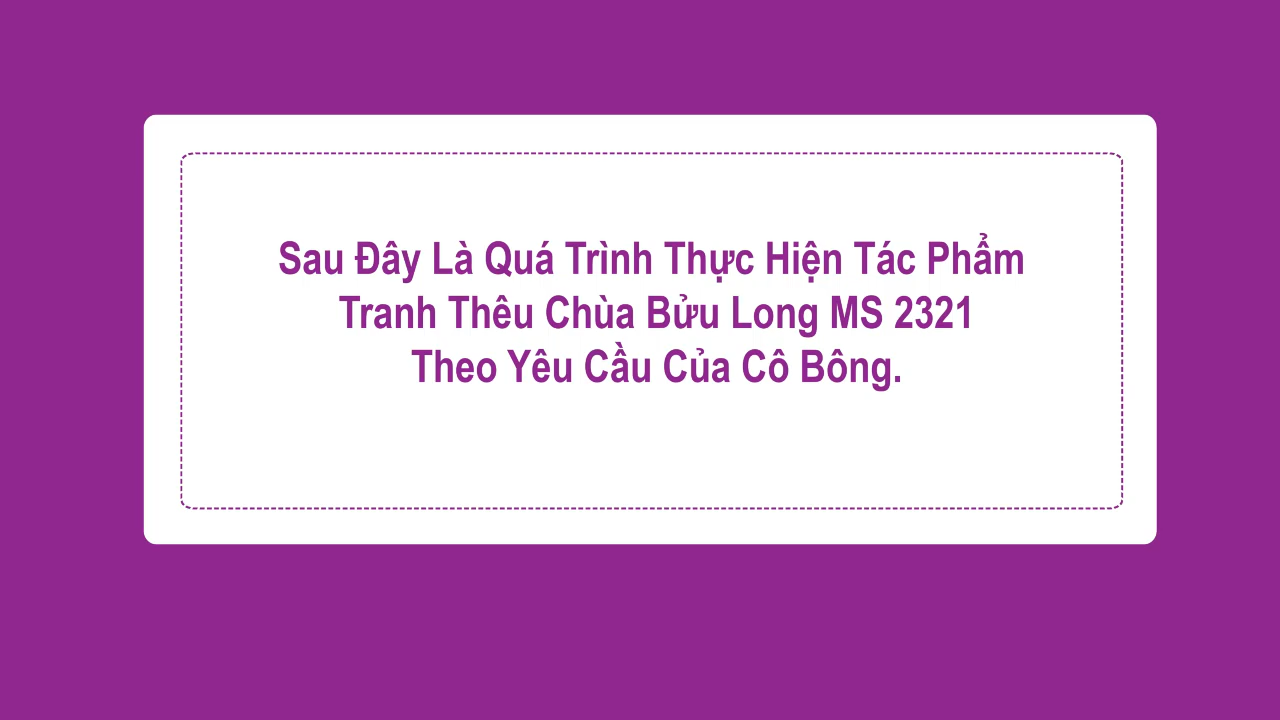 Sau Đây Là Quá Trình Thực Hiện Tác Phẩm
Tranh Thêu Chùa Bửu Long MS 2321
Theo Yêu Cầu Của Cô Bông.